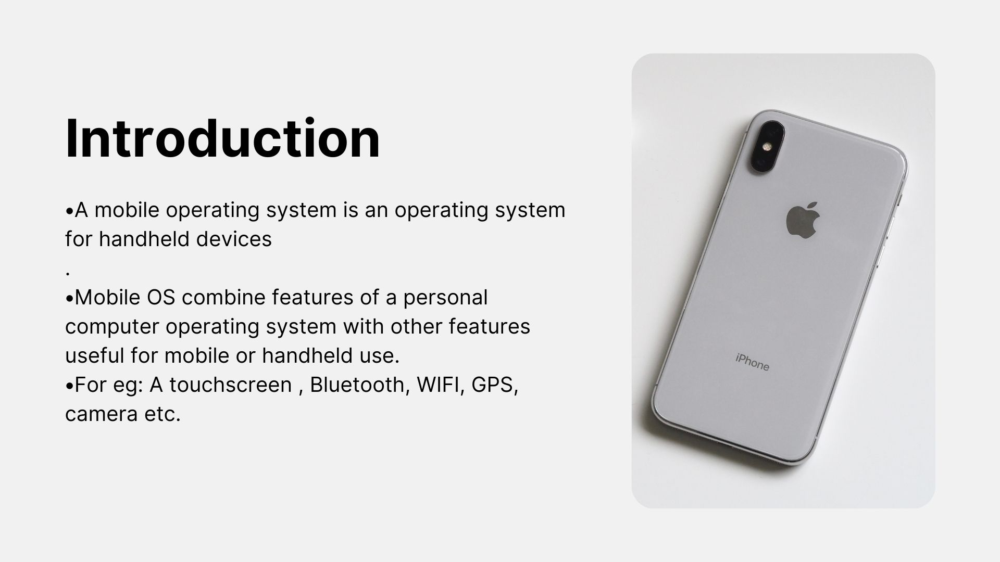 Introduction
•A mobile operating system is an operating system
for handheld devices
.
•Mobile OS combine features of a personal
computer operating system with other features
useful for mobile or handheld use.
•For eg: A touchscreen , Bluetooth, WIFI, GPS,
camera etc.
iPhone